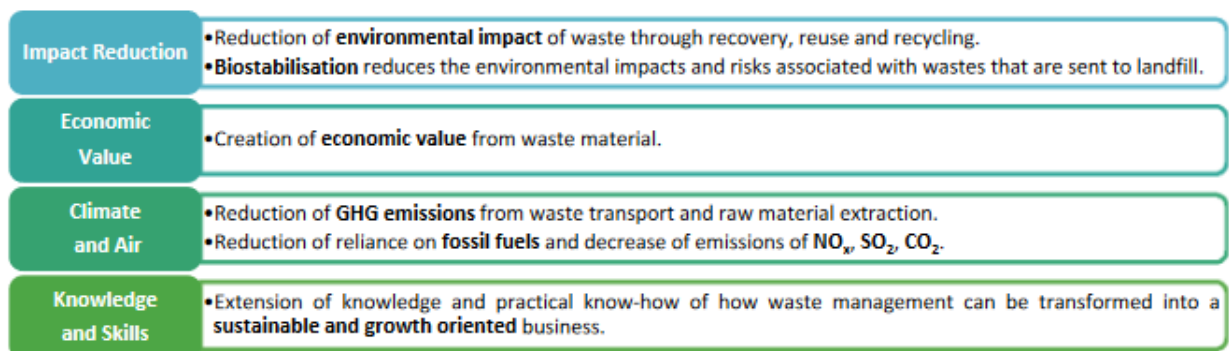 Impact Reduction
•Reduction of environmental impact of waste through recovery, reuse and recycling.
•Biostabilisation reduces the environmental impacts and risks associated with wastes that are sent to landfill.
Economic
Value
•Creation of economic value from waste material.
Climate
and Air
•Reduction of GHG emissions from waste transport and raw material extraction.
•Reduction of reliance on fossil fuels and decrease of emissions of NOₓ, SO₂, CO₂.
Knowledge
and Skills
•Extension of knowledge and practical know-how of how waste management can be transformed into a
sustainable and growth oriented business.